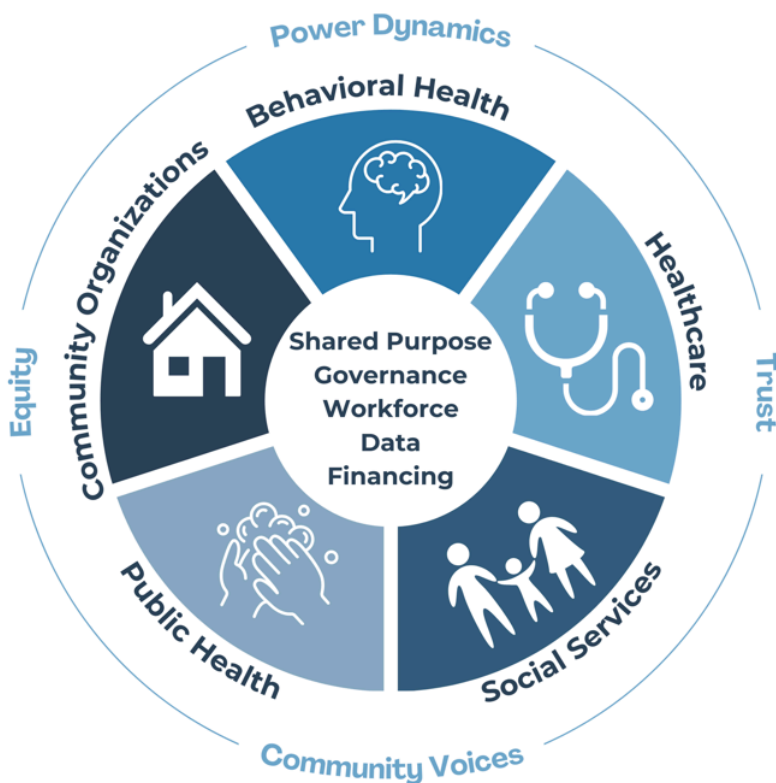 Power Dynamics
Behavioral Health
Community Organizations
Healthcare
Equity
Shared Purpose
Governance
Workforce
Data
Financing
Trust
Public Health
Social Services
Community Voices